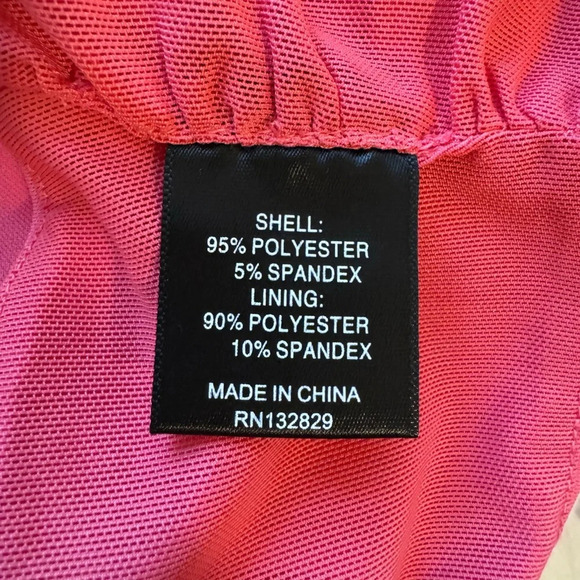 SHELL:
95% POLYESTER
5% SPANDEX
LINING:
90% POLYESTER
10% SPANDEX
MADE IN CHINA
RN132829